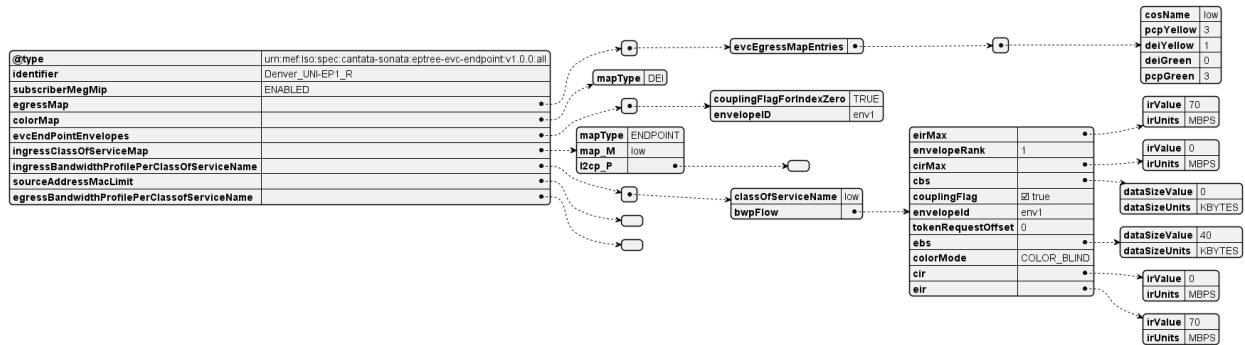 @type urn:mef:lso:spec:cantata-sonata:eptree-evc-endpoint:v1.0.0:all
identifier Denver_UNI-EP1_R
subscriberMegMip ENABLED
egressMap
colorMap
evcEndPointEnvelopes
ingressClassOfServiceMap
ingressBandwidthProfilePerClassOfServiceName
sourceAddressMacLimit
egressBandwidthProfilePerClassofServiceName
evcEgressMapEntries
cosName low
pcpYellow 3
deiYellow 1
deiGreen 0
pcpGreen 3
mapType DEI
couplingFlagForIndexZero TRUE
envelopeID env1
mapType ENDPOINT
map_M low
l2cp_P
classOfServiceName low
bwpFlow
eirMax
envelopeRank 1
cirMax
cbs
couplingFlag ☑ true
envelopeId env1
tokenRequestOffset 0
ebs
colorMode COLOR_BLIND
cir
eir
irValue 70
irUnits MBPS
irValue 0
irUnits MBPS
dataSizeValue 0
dataSizeUnits KBYTES
dataSizeValue 40
dataSizeUnits KBYTES
irValue 0
irUnits MBPS
irValue 70
irUnits MBPS